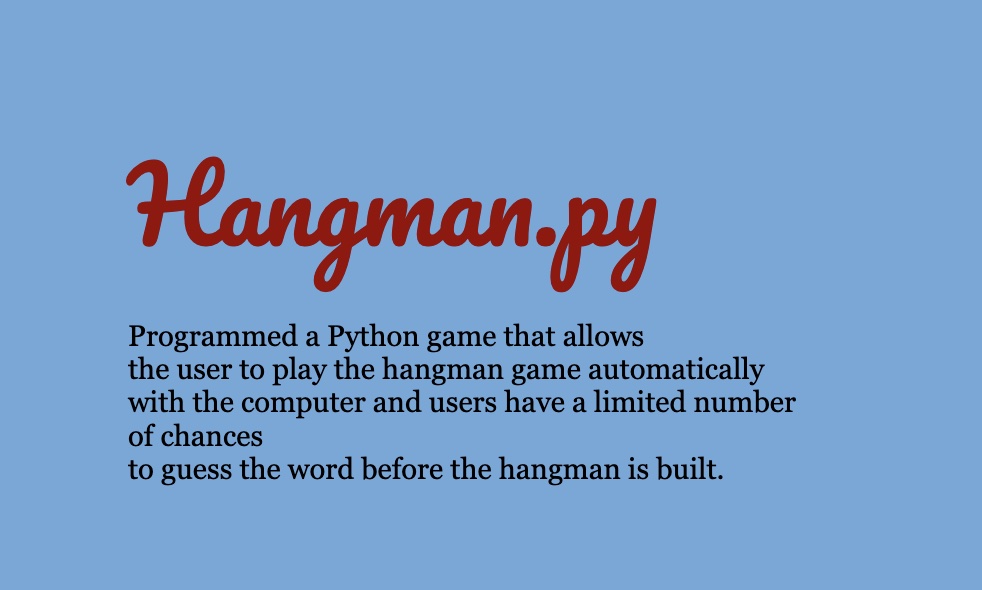 Hangman.py
Programmed a Python game that allows
the user to play the hangman game automatically
with the computer and users have a limited number
of chances
to guess the word before the hangman is built.